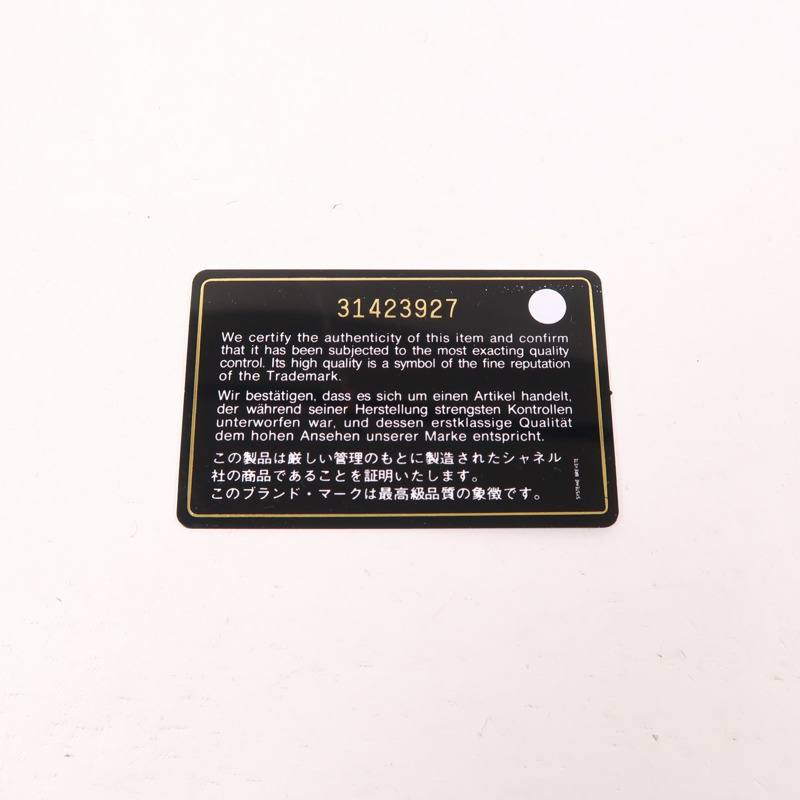 31423927
We certify the authenticity of this item and confirm
that it has been subjected to the most exacting quality
control. Its high quality is a symbol of the fine reputation
of the Trademark.
Wir bestätigen, dass es sich um einen Artikel handelt,
der während seiner Herstellung strengsten Kontrollen
unterworfen war, und dessen erstklassige Qualität
dem hohen Ansehen unserer Marke entspricht.
この製品は厳しい管理のもとに製造されたシャネル
社の商品であることを証明いたします。
このブランド・マークは最高級品質の象徴です。